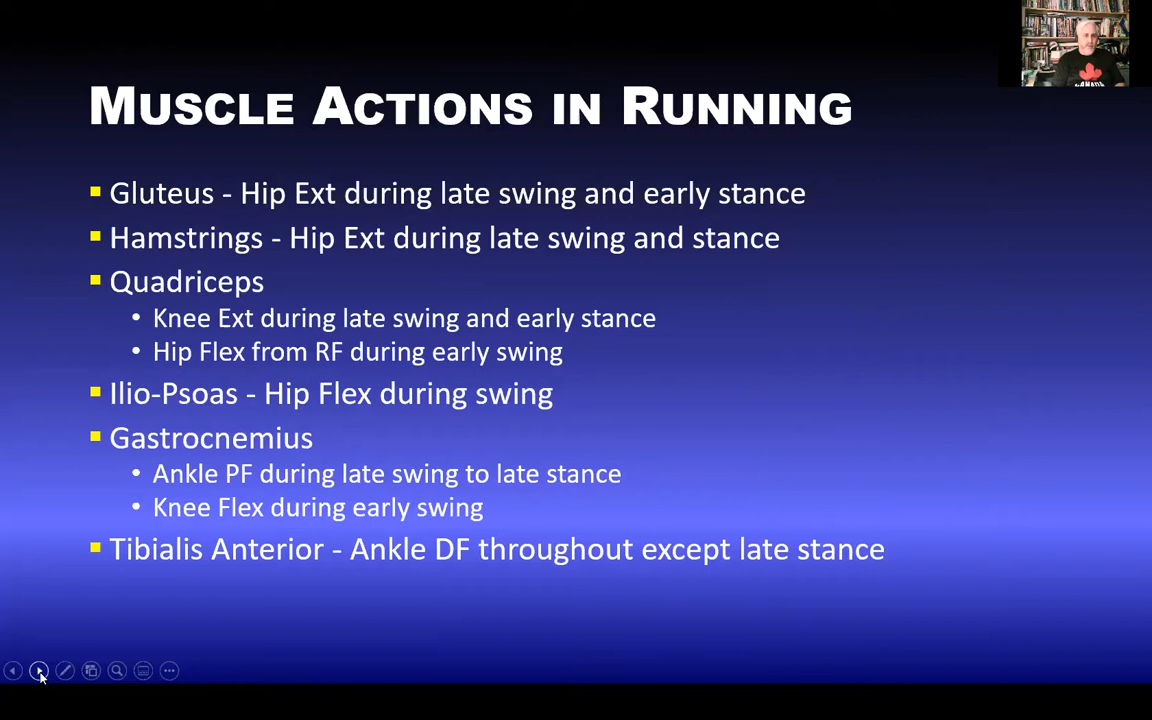 MUSCLE ACTIONS IN RUNNING
Gluteus - Hip Ext during late swing and early stance
Hamstrings - Hip Ext during late swing and stance
Quadriceps
Knee Ext during late swing and early stance
Hip Flex from RF during early swing
Ilio-Psoas - Hip Flex during swing
Gastrocnemius
Ankle PF during late swing to late stance
Knee Flex during early swing
Tibialis Anterior - Ankle DF throughout except late stance
CANADA